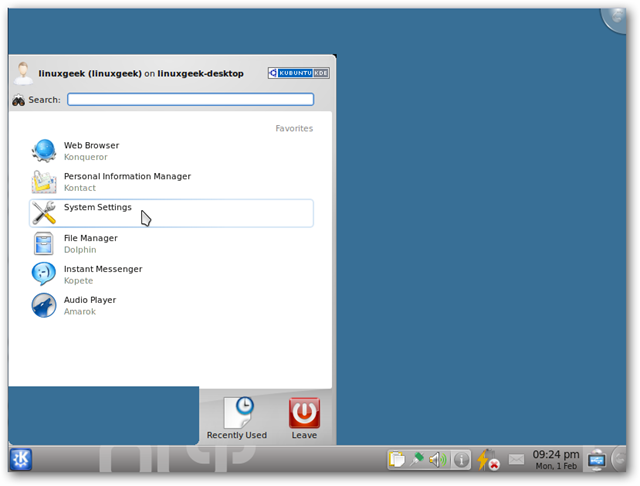 linuxgeek (linuxgeek) on linuxgeek-desktop
KUBUNTU KDE
Search:
Favorites
Web Browser
Konqueror
Personal Information Manager
Kontact
System Settings
File Manager
Dolphin
Instant Messenger
Kopete
Audio Player
Amarok
Recently Used
Leave
09:24 pm
Mon, 1 Feb